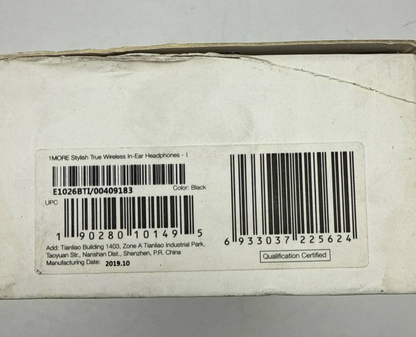 1MORE Stylish True Wireless In-Ear Headphones - I
E1026BTI/00409183
Color: Black
UPC
1 90280 10149 5
Add: Tianliao Building 1403, Zone A Tianliao Industrial Park,
Taoyuan Str., Nanshan Dist., Shenzhen, P.R. China
Manufacturing Date: 2019.10
6 933037 225624
Qualification Certified